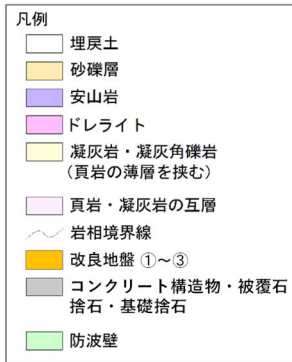 凡例
埋戻土
砂礫層
安山岩
ドレライト
凝灰岩・凝灰角礫岩
(頁岩の薄層を挟む)
頁岩・凝灰岩の互層
岩相境界線
改良地盤 ①～③
コンクリート構造物・被覆石
捨石・基礎捨石
防波壁